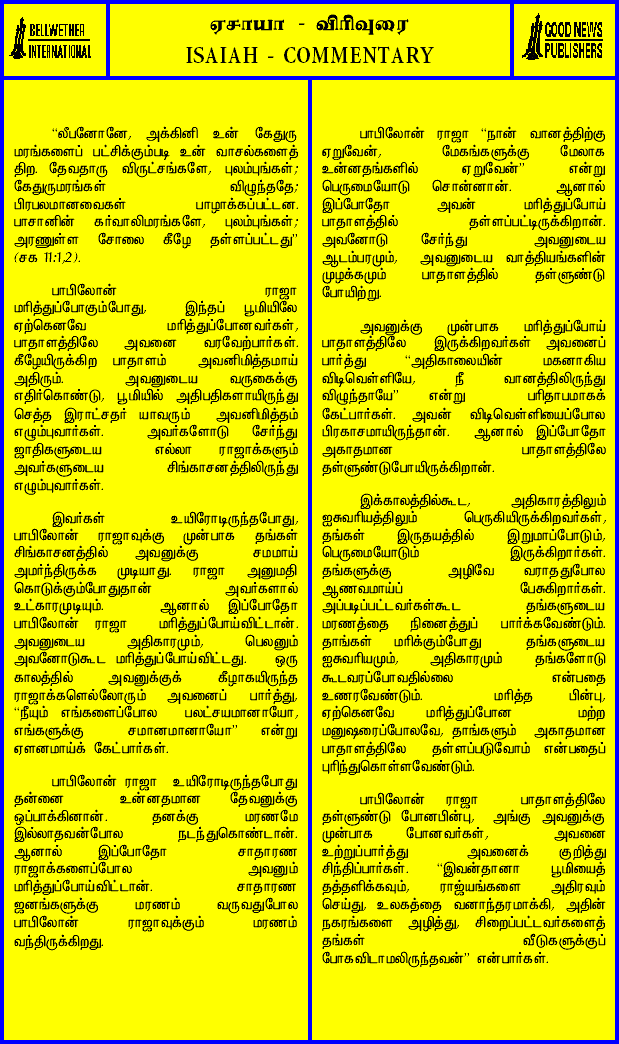 BELLWETHER
INTERNATIONAL
ஏசாயா - விரிவுரை
ISAIAH - COMMENTARY
GOOD NEWS
PUBLISHERS
“லீபனோனே, அக்கினி உன் கேதுரு
மரங்களைப் பட்சிக்கும்படி உன் வாசல்களைத்
திற. தேவதாரு விருட்சங்களே, புலம்புங்கள்;
கேதுருமரங்கள் விழுந்ததே;
பிரபலமானவைகள் பாழாக்கப்பட்டன.
பாசானின் கர்வாலிமரங்களே, புலம்புங்கள்;
அரணுள்ள சோலை கீழே தள்ளப்பட்டது”
(சக 11:1,2).
பாபிலோன் ராஜா
மரித்துப்போகும்போது, இந்தப் பூமியிலே
ஏற்கெனவே மரித்துப்போனவர்கள்,
பாதாளத்திலே அவனை வரவேற்பார்கள்.
கீழேயிருக்கிற பாதாளம் அவனிமித்தமாய்
அதிரும். அவனுடைய வருகைக்கு
எதிர்கொண்டு, பூமியில் அதிபதிகளாயிருந்து
செத்த இராட்சதர் யாவரும் அவனிமித்தம்
எழும்புவார்கள். அவர்களோடு சேர்ந்து
ஜாதிகளுடைய எல்லா ராஜாக்களும்
அவர்களுடைய சிங்காசனத்திலிருந்து
எழும்புவார்கள்.
இவர்கள் உயிரோடிருந்தபோது,
பாபிலோன் ராஜாவுக்கு முன்பாக தங்கள்
சிங்காசனத்தில் அவனுக்கு சமமாய்
அமர்ந்திருக்க முடியாது. ராஜா அனுமதி
கொடுக்கும்போதுதான் அவர்களால்
உட்காரமுடியும். ஆனால் இப்போதோ
பாபிலோன் ராஜா மரித்துப்போய்விட்டான்.
அவனுடைய அதிகாரமும், பெலனும்
அவனோடுகூட மரித்துப்போய்விட்டது. ஒரு
காலத்தில் அவனுக்குக் கீழாகயிருந்த
ராஜாக்களெல்லோரும் அவனைப் பார்த்து,
“நீயும் எங்களைப்போல பலட்சயமானாயோ,
எங்களுக்கு சமானமானாயோ” என்று
ஏளனமாய்க் கேட்பார்கள்.
பாபிலோன் ராஜா உயிரோடிருந்தபோது
தன்னை உன்னதமான தேவனுக்கு
ஒப்பாக்கினான். தனக்கு மரணமே
இல்லாதவன்போல நடந்துகொண்டான்.
ஆனால் இப்போதோ சாதாரண
ராஜாக்களைப்போல அவனும்
மரித்துப்போய்விட்டான். சாதாரண
ஜனங்களுக்கு மரணம் வருவதுபோல
பாபிலோன் ராஜாவுக்கும் மரணம்
வந்திருக்கிறது.
பாபிலோன் ராஜா “நான் வானத்திற்கு
ஏறுவேன், மேகங்களுக்கு மேலாக
உன்னதங்களில் ஏறுவேன்” என்று
பெருமையோடு சொன்னான். ஆனால்
இப்போதோ அவன் மரித்துப்போய்
பாதாளத்தில் தள்ளப்பட்டிருக்கிறான்.
அவனோடு சேர்ந்து அவனுடைய
ஆடம்பரமும், அவனுடைய வாத்தியங்களின்
முழக்கமும் பாதாளத்தில் தள்ளுண்டு
போயிற்று.
அவனுக்கு முன்பாக மரித்துப்போய்
பாதாளத்திலே இருக்கிறவர்கள் அவனைப்
பார்த்து “அதிகாலையின் மகனாகிய
விடிவெள்ளியே, நீ வானத்திலிருந்து
விழுந்தாயே” என்று பரிதாபமாகக்
கேட்பார்கள். அவன் விடிவெள்ளியைப்போல
பிரகாசமாயிருந்தான். ஆனால் இப்போதோ
அகாதமான பாதாளத்திலே
தள்ளுண்டுபோயிருக்கிறான்.
இக்காலத்தில்கூட, அதிகாரத்திலும்
ஐசுவரியத்திலும் பெருகியிருக்கிறவர்கள்,
தங்கள் இருதயத்தில் இறுமாப்போடும்,
பெருமையோடும் இருக்கிறார்கள்.
தங்களுக்கு அழிவே வராததுபோல
ஆணவமாய்ப் பேசுகிறார்கள்.
அப்படிப்பட்டவர்கள்கூட தங்களுடைய
மரணத்தை நினைத்துப் பார்க்கவேண்டும்.
தாங்கள் மரிக்கும்போது தங்களுடைய
ஐசுவரியமும், அதிகாரமும் தங்களோடு
கூடவரப்போவதில்லை என்பதை
உணரவேண்டும். மரித்த பின்பு,
ஏற்கெனவே மரித்துப்போன மற்ற
மனுஷரைப்போலவே, தாங்களும் அகாதமான
பாதாளத்திலே தள்ளப்படுவோம் என்பதைப்
புரிந்துகொள்ளவேண்டும்.
பாபிலோன் ராஜா பாதாளத்திலே
தள்ளுண்டு போனபின்பு, அங்கு அவனுக்கு
முன்பாக போனவர்கள், அவனை
உற்றுப்பார்த்து அவனைக் குறித்து
சிந்திப்பார்கள். “இவன்தானா பூமியைத்
தத்தளிக்கவும், ராஜ்யங்களை அதிரவும்
செய்து, உலகத்தை வனாந்தரமாக்கி, அதின்
நகரங்களை அழித்து, சிறைப்பட்டவர்களைத்
தங்கள் வீடுகளுக்குப்
போகவிடாமலிருந்தவன்” என்பார்கள்.